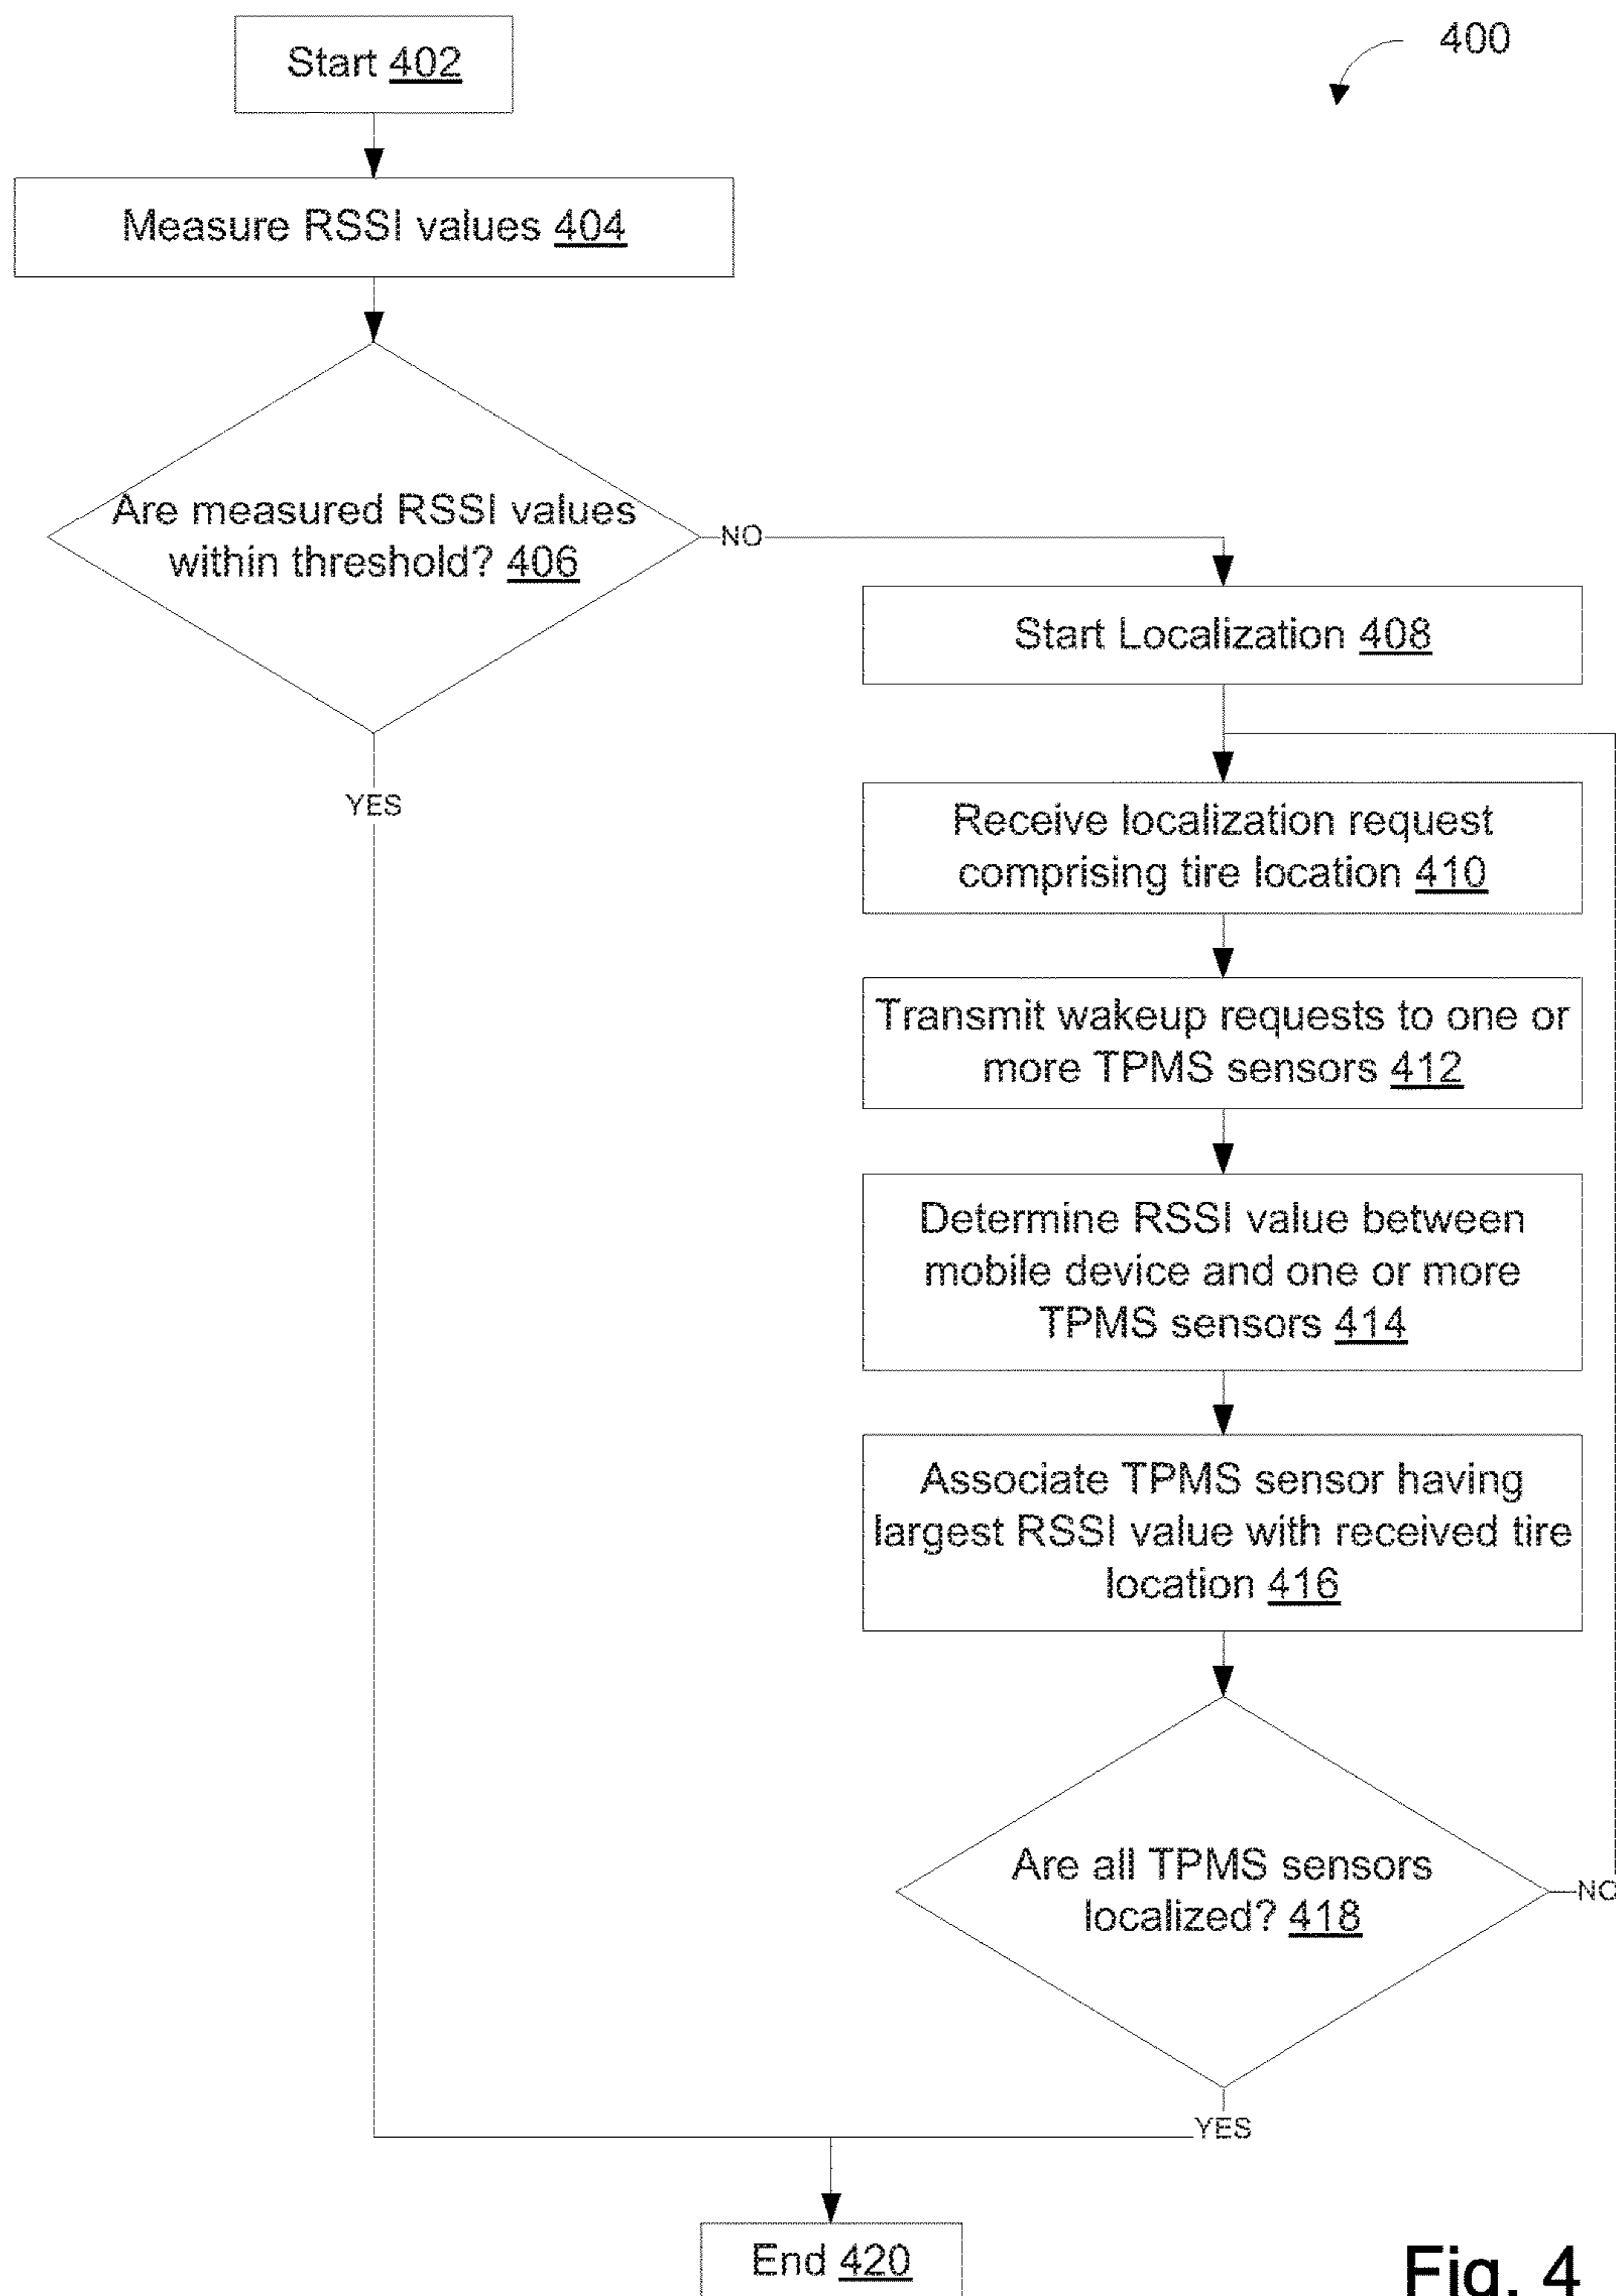 400
Start 402
Measure RSSI values 404
Are measured RSSI values
within threshold? 406
NO
YES
Start Localization 408
Receive localization request
comprising tire location 410
Transmit wakeup requests to one or
more TPMS sensors 412
Determine RSSI value between
mobile device and one or more
TPMS sensors 414
Associate TPMS sensor having
largest RSSI value with received tire
location 416
Are all TPMS sensors
localized? 418
NO
YES
End 420
Fig. 4